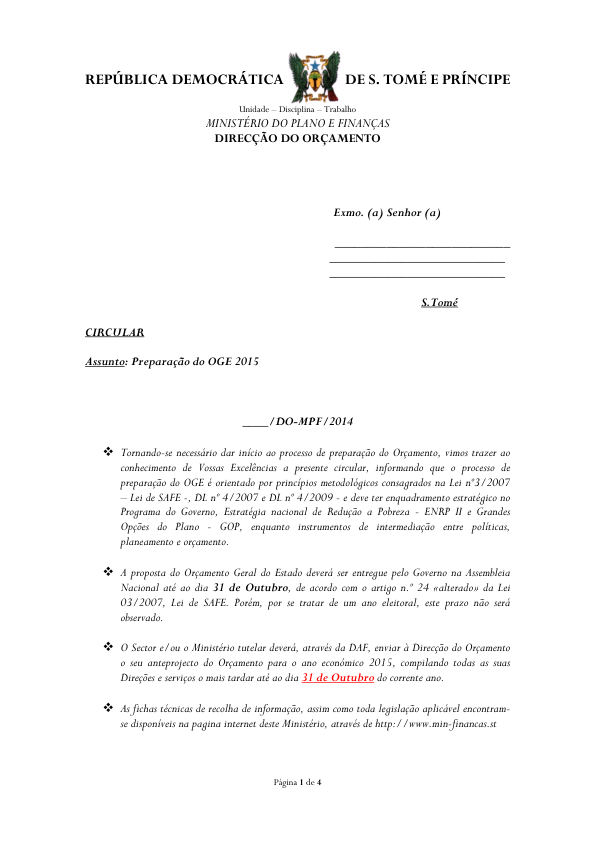 REPÚBLICA DEMOCRÁTICA DE S. TOMÉ E PRÍNCIPE
Unidade – Disciplina – Trabalho
MINISTÉRIO DO PLANO E FINANÇAS
DIRECÇÃO DO ORÇAMENTO
Exmo. (a) Senhor (a)
S.Tomé
CIRCULAR
Assunto: Preparação do OGE 2015
____/DO-MPF/2014
❖ Tornando-se necessário dar início ao processo de preparação do Orçamento, vimos trazer ao
conhecimento de Vossas Excelências a presente circular, informando que o processo de
preparação do OGE é orientado por princípios metodológicos consagrados na Lei nº3/2007
– Lei de SAFE -, DL nº 4/2007 e DL nº 4/2009 - e deve ter enquadramento estratégico no
Programa do Governo, Estratégia nacional de Redução a Pobreza - ENRP II e Grandes
Opções do Plano - GOP, enquanto instrumentos de intermediação entre políticas,
planeamento e orçamento.
❖ A proposta do Orçamento Geral do Estado deverá ser entregue pelo Governo na Assembleia
Nacional até ao dia 31 de Outubro, de acordo com o artigo n.º 24 «alterado» da Lei
03/2007, Lei de SAFE. Porém, por se tratar de um ano eleitoral, este prazo não será
observado.
❖ O Sector e/ou o Ministério tutelar deverá, através da DAF, enviar à Direcção do Orçamento
o seu anteprojecto do Orçamento para o ano económico 2015, compilando todas as suas
Direções e serviços o mais tardar até ao dia 31 de Outubro do corrente ano.
❖ As fichas técnicas de recolha de informação, assim como toda legislação aplicável encontram-
se disponíveis na pagina internet deste Ministério, através de http://www.min-financas.st
Página 1 de 4